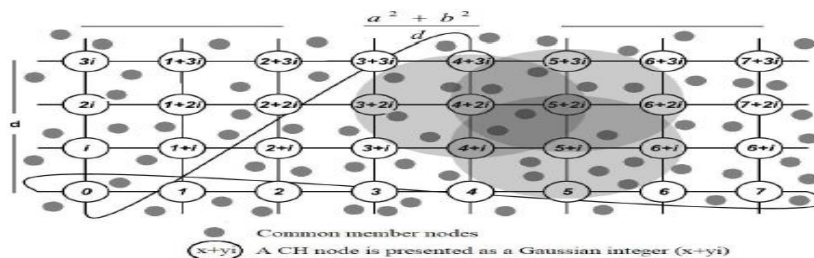 a² + b²
d
3i 1+3i 2+3i 3+3i 4+3i 5+3i 6+3i 7+3i
2i 1+2i 2+2i 3+2i 4+2i 5+2i 6+2i 7+2i
d
i 1+i 2+i 3+i 4+i 5+i 6+i 6+i
0 1 2 3 4 5 6 7
Common member nodes
x+yi A CH node is presented as a Gaussian integer (x+yi)